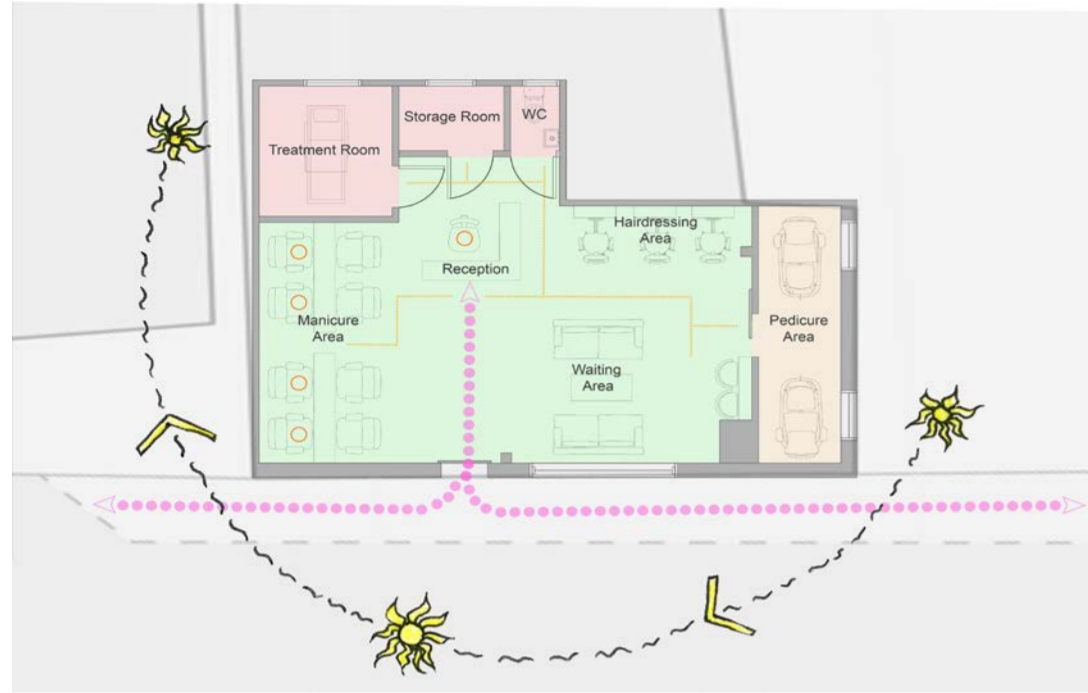 Storage Room
WC
Treatment Room
Hairdressing
Area
Reception
Manicure
Area
Pedicure
Area
Waiting
Area